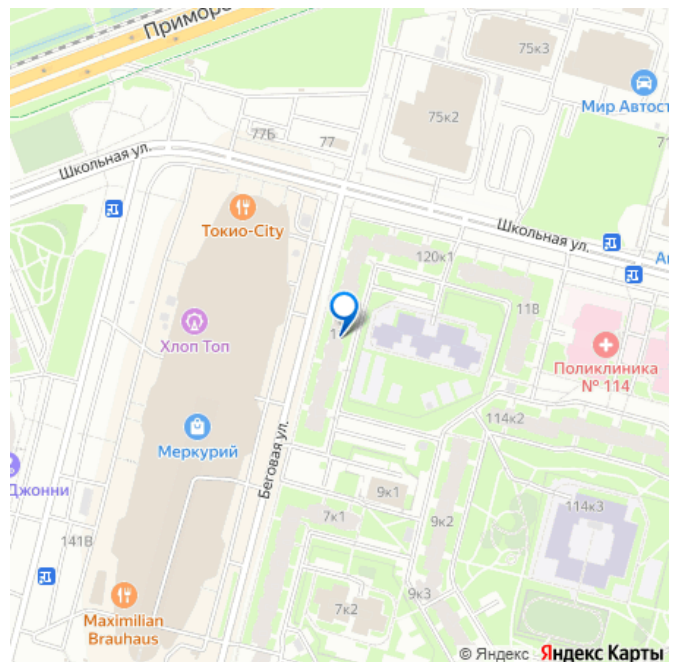 Приморс
75к3
Мир Автост
75к2
77Б
77
71
Школьная ул.
Токио-City
Школьная ул.
120к1
11В
Хлоп Топ
Поликлиника
№ 114
114к2
Меркурий
Беговая ул.
Джонни
9к1
114к3
7к1
9к2
141В
9к3
7к2
Maximilian
Brauhaus
© Яндекс Яндекс Карты